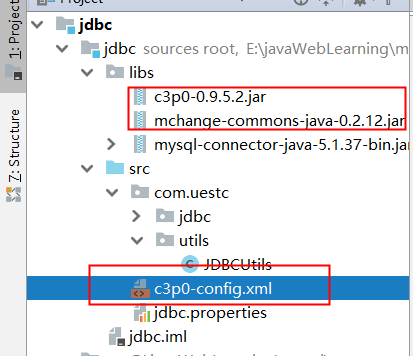 Project
1: Project
jdbc
jdbc sources root, E:\javaWebLearning\m
libs
c3p0-0.9.5.2.jar
mchange-commons-java-0.2.12.jar
mysql-connector-java-5.1.37-bin.jar
Z: Structure
src
com.uestc
jdbc
utils
JDBCUtils
c3p0-config.xml
jdbc.properties
jdbc.iml